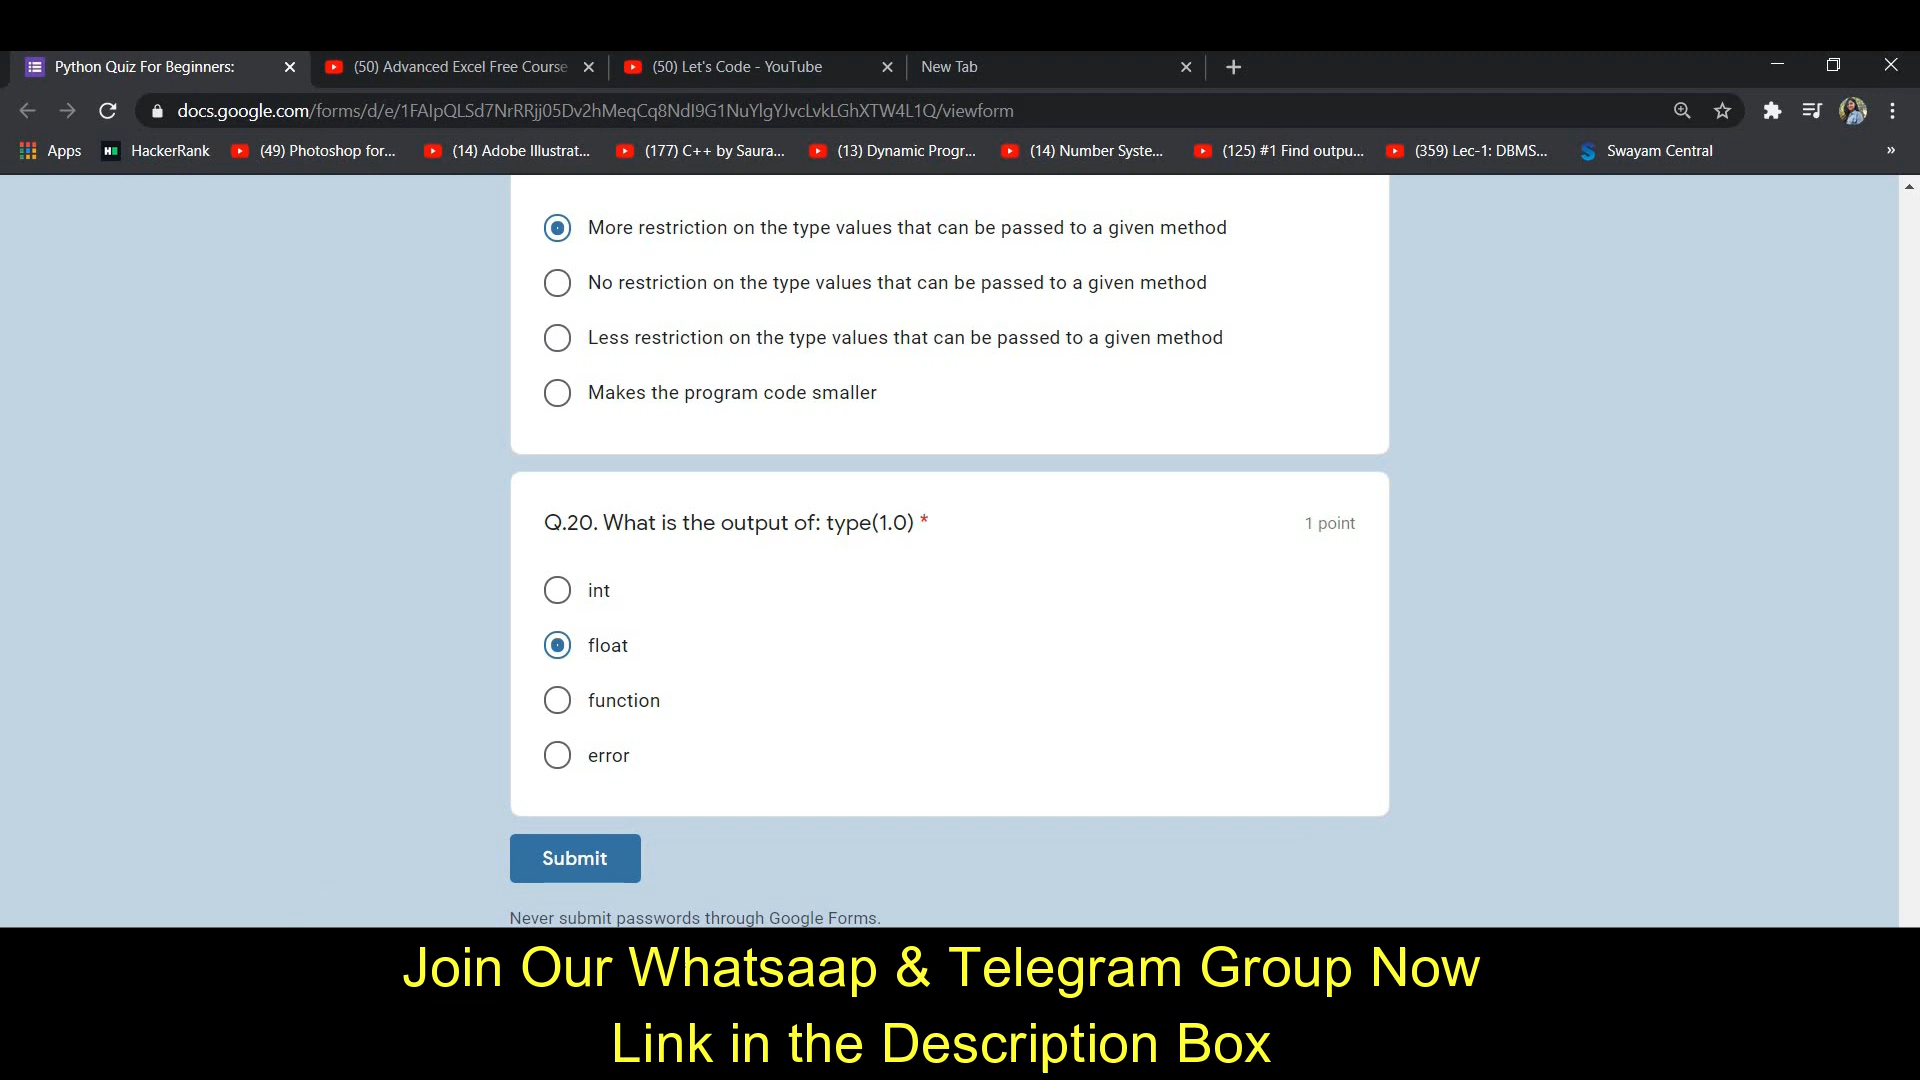 Python Quiz For Beginners:
(50) Advanced Excel Free Course
(50) Let's Code - YouTube
New Tab
docs.google.com/forms/d/e/1FAIpQLSd7NrRRjj05Dv2hMeqCq8NdI9G1NuYlgYJvcLvkLGhXTW4L1Q/viewform
Apps
HackerRank
(49) Photoshop for...
(14) Adobe Illustrat...
(177) C++ by Saura...
(13) Dynamic Progr...
(14) Number Syste...
(125) #1 Find outpu...
(359) Lec-1: DBMS...
Swayam Central
»
More restriction on the type values that can be passed to a given method
No restriction on the type values that can be passed to a given method
Less restriction on the type values that can be passed to a given method
Makes the program code smaller
Q.20. What is the output of: type(1.0) *
1 point
int
float
function
error
Submit
Never submit passwords through Google Forms.
Join Our Whatsaap & Telegram Group Now
Link in the Description Box